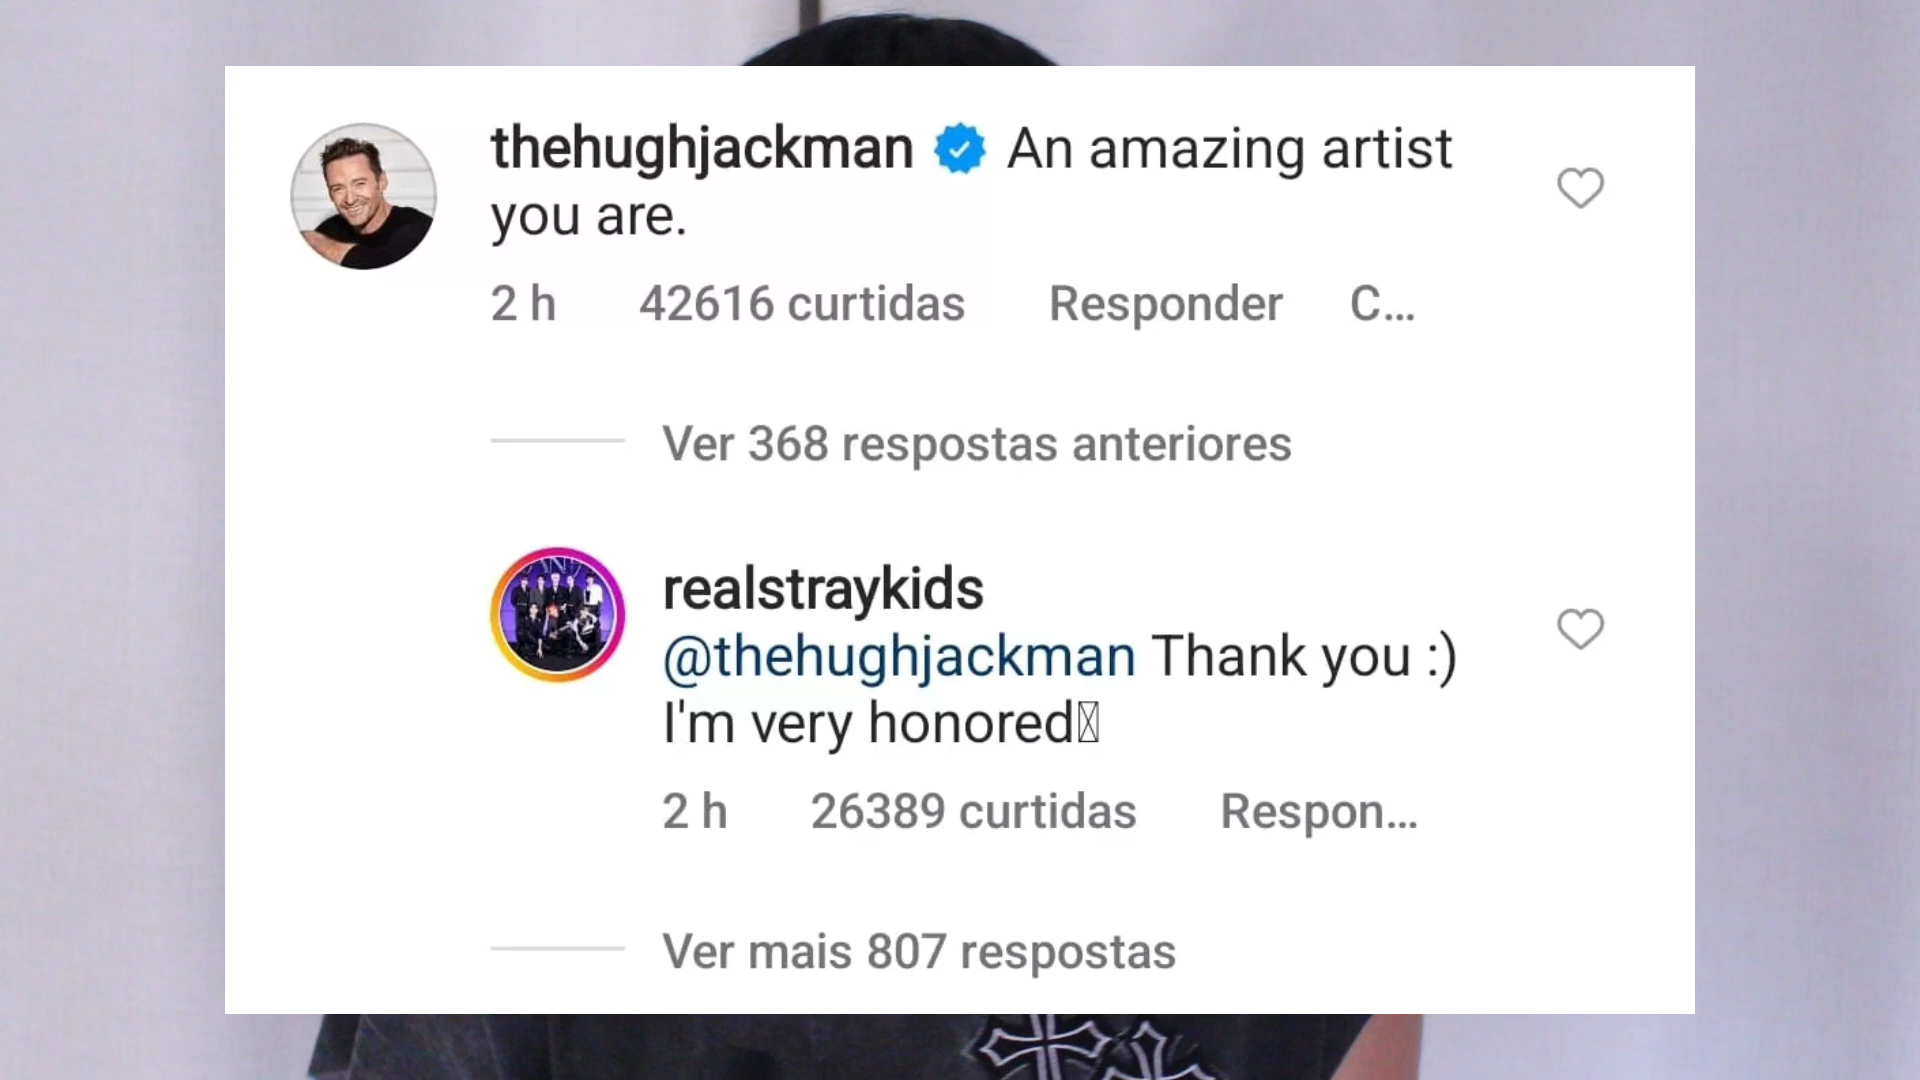 thehughjackman An amazing artist
you are.
2 h 42616 curtidas Responder C...
Ver 368 respostas anteriores
realstraykids
@thehughjackman Thank you :)
I'm very honored
2 h 26389 curtidas Respon...
Ver mais 807 respostas